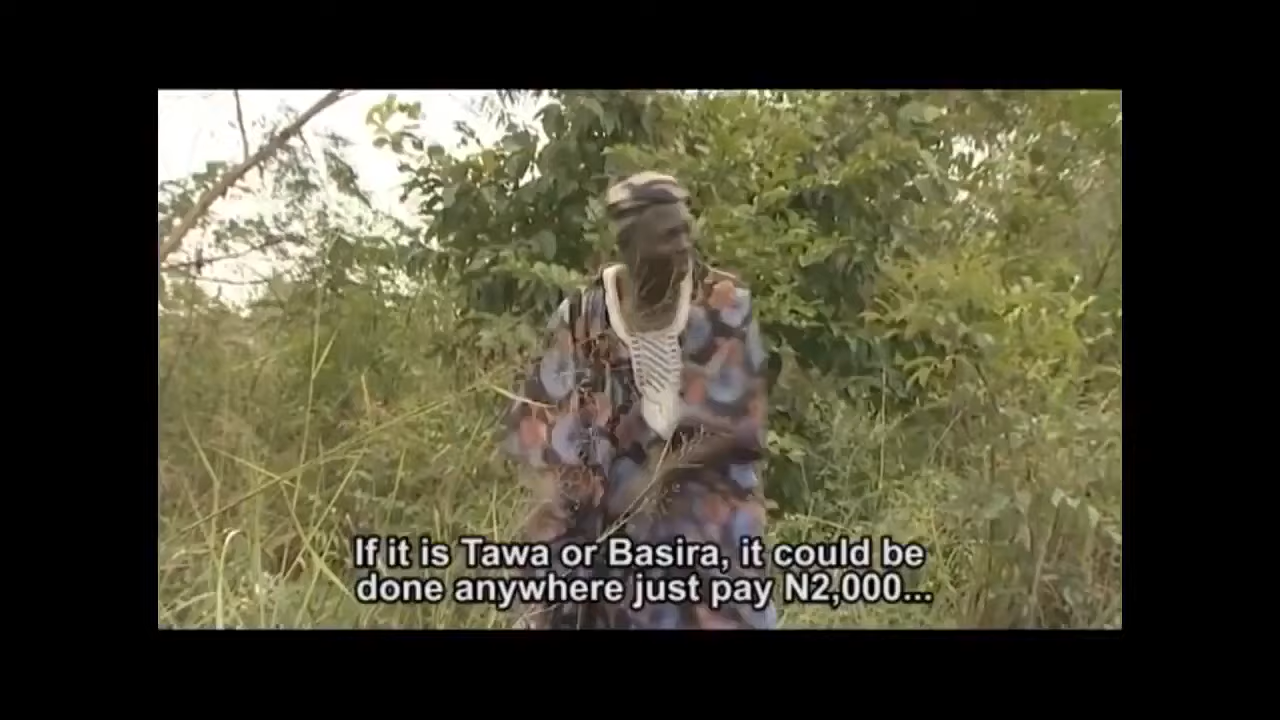 If it is Tawa or Basira, it could be
done anywhere just pay N2,000...